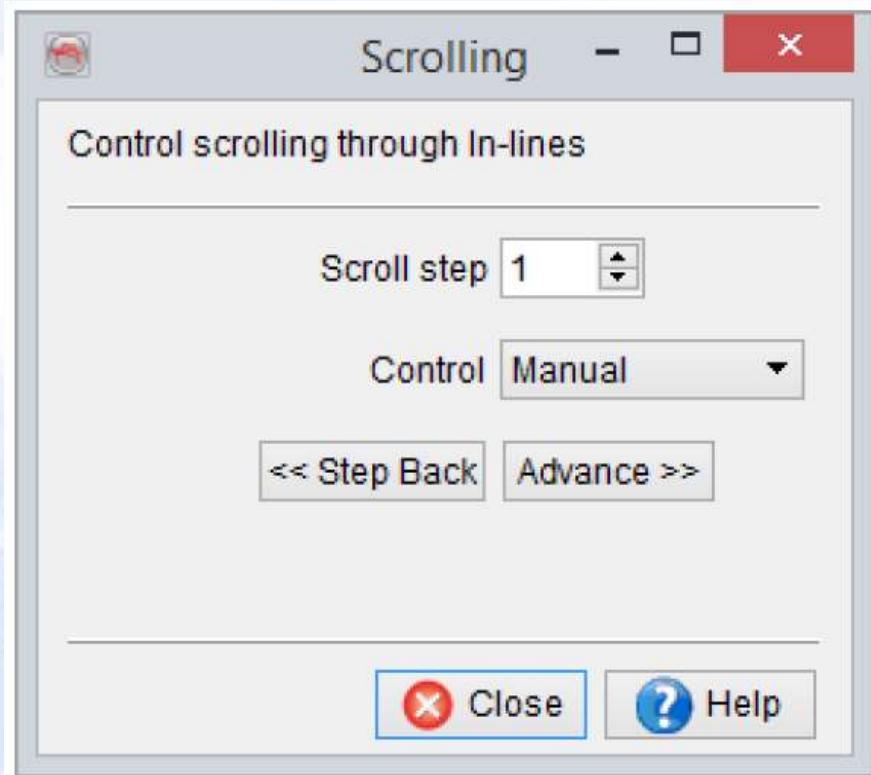 Scrolling
Control scrolling through In-lines
Scroll step 1
Control Manual
<< Step Back Advance >>
Close Help